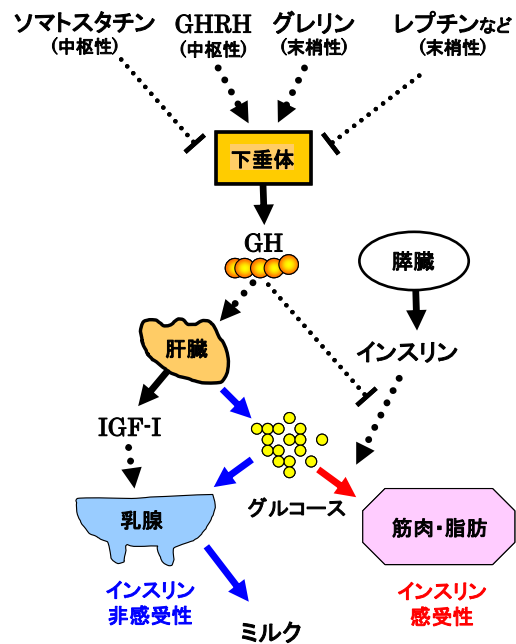 ソマトスタチン
(中枢性)
GHRH
(中枢性)
グレリン
(末梢性)
レプチンなど
(末梢性)
下垂体
GH
膵臓
肝臓
インスリン
IGF-I
グルコース
乳腺
筋肉・脂肪
インスリン
非感受性
インスリン
感受性
ミルク